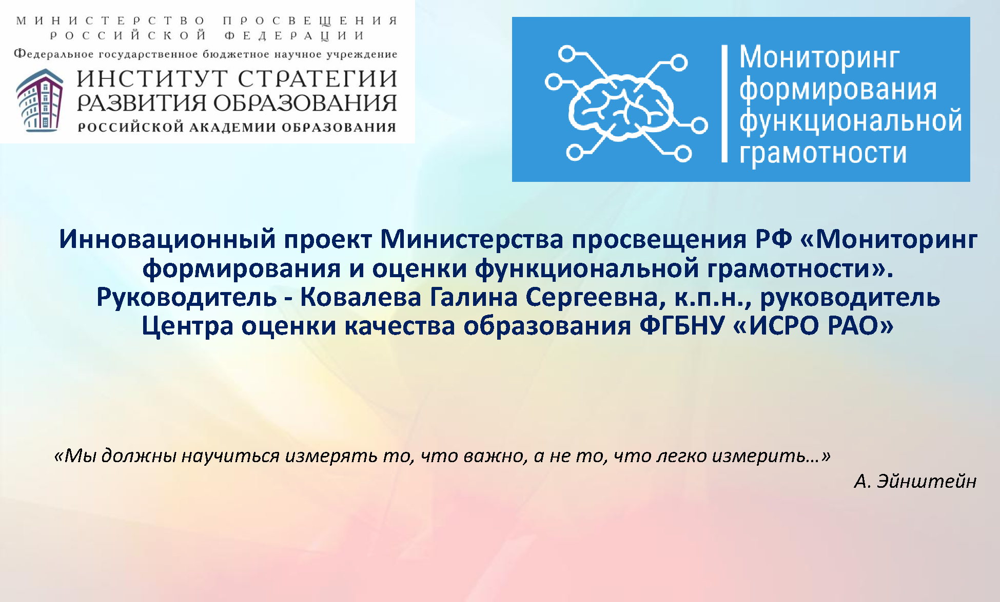 МИНИСТЕРСТВО ПРОСВЕЩЕНИЯ
РОССИЙСКОЙ ФЕДЕРАЦИИ
Федеральное государственное бюджетное научное учреждение
ИНСТИТУТ СТРАТЕГИИ
РАЗВИТИЯ ОБРАЗОВАНИЯ
РОССИЙСКОЙ АКАДЕМИИ ОБРАЗОВАНИЯ
Мониторинг
формирования
функциональной
грамотности
Инновационный проект Министерства просвещения РФ «Мониторинг
формирования и оценки функциональной грамотности».
Руководитель - Ковалева Галина Сергеевна, к.п.н., руководитель
Центра оценки качества образования ФГБНУ «ИСРО РАО»
«Мы должны научиться измерять то, что важно, а не то, что легко измерить…»
А. Эйнштейн